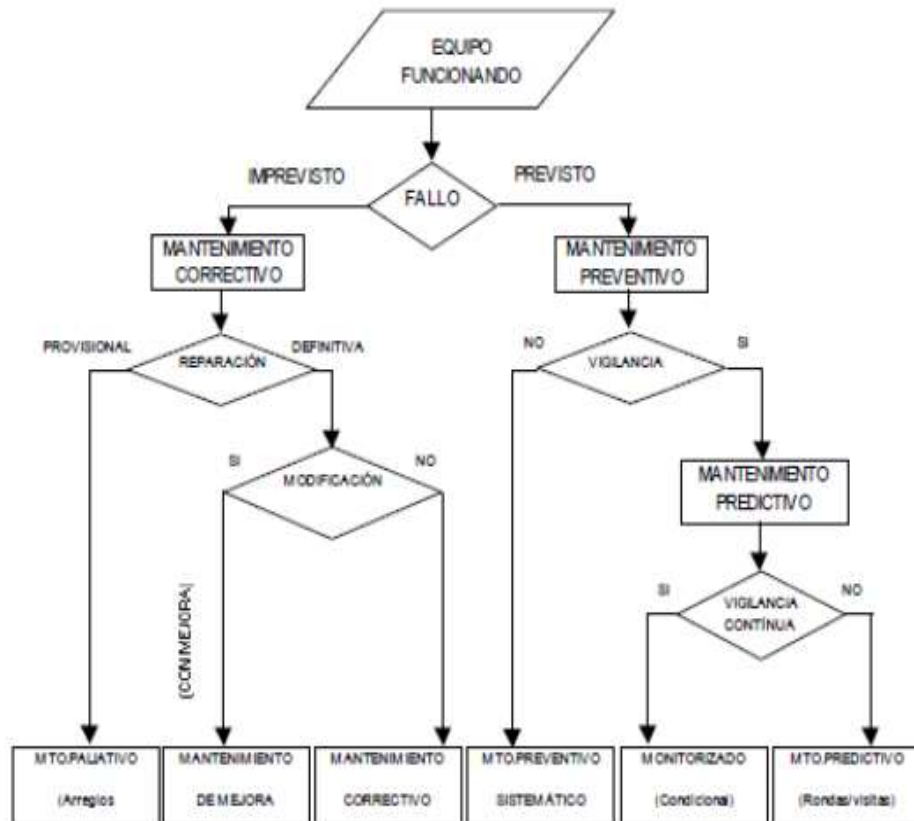 EQUIPO
FUNCIONANDO
IMPREVISTO
PREVISTO
FALLO
MANTENIMIENTO
CORRECTIVO
MANTENIMIENTO
PREVENTIVO
PROVISIONAL
REPARACIÓN
DEFINITIVA
NO
VIGILANCIA
SI
SI
MODIFICACIÓN
NO
MANTENIMIENTO
PREDICTIVO
SI
VIGILANCIA
CONTÍNUA
NO
(CON MEJORA)
MTO.PALIATIVO
(Arreglos
MANTENIMIENTO
DE MEJORA
MANTENIMIENTO
CORRECTIVO
MTO.PREVENTIVO
SISTEMÁTICO
MONITORIZADO
(Condicional)
MTO.PREDICTIVO
(Rondas/visitas)